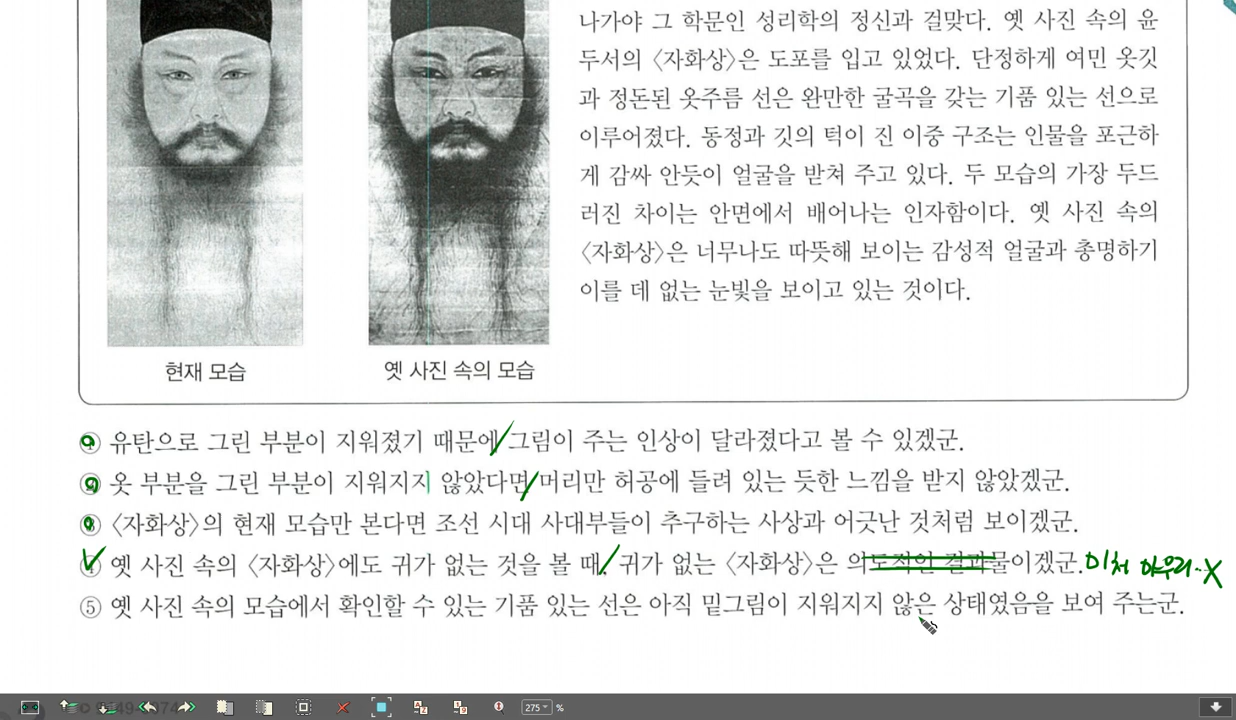 나가야 그 학문인 성리학의 정신과 걸맞다. 옛 사진 속의 윤
두서의 〈자화상〉은 도포를 입고 있었다. 단정하게 여민 옷깃
과 정돈된 옷주름 선은 완만한 굴곡을 갖는 기품 있는 선으로
이루어졌다. 동정과 깃의 턱이 진 이중 구조는 인물을 포근하
게 감싸 안듯이 얼굴을 받쳐 주고 있다. 두 모습의 가장 두드
러진 차이는 안면에서 배어나는 인자함이다. 옛 사진 속의
〈자화상〉은 너무나도 따뜻해 보이는 감성적 얼굴과 총명하기
이를 데 없는 눈빛을 보이고 있는 것이다.
현재 모습
옛 사진 속의 모습
① 유탄으로 그린 부분이 지워졌기 때문에 그림이 주는 인상이 달라졌다고 볼 수 있겠군.
② 옷 부분을 그린 부분이 지워지지 않았다면 머리만 허공에 들려 있는 듯한 느낌을 받지 않았겠군.
③ 〈자화상〉의 현재 모습만 본다면 조선 시대 사대부들이 추구하는 사상과 어긋난 것처럼 보이겠군.
④ 옛 사진 속의 〈자화상〉에도 귀가 없는 것을 볼 때, 귀가 없는 〈자화상〉은 의도적인 결과물이겠군. 미처 마무리..X
⑤ 옛 사진 속의 모습에서 확인할 수 있는 기품 있는 선은 아직 밑그림이 지워지지 않은 상태였음을 보여 주는군.
275 %